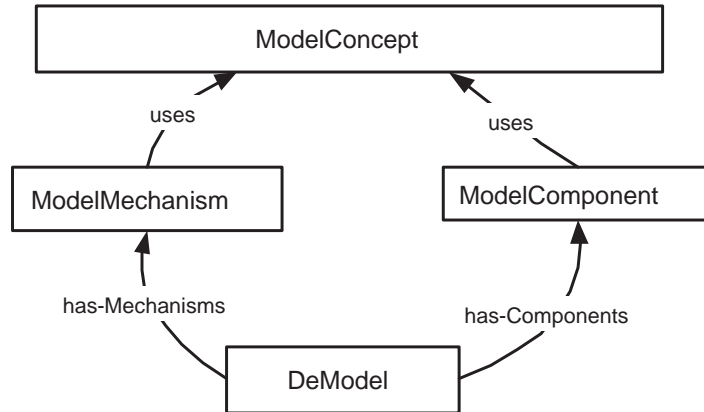 ModelConcept
uses
uses
ModelMechanism
ModelComponent
has-Mechanisms
has-Components
DeModel